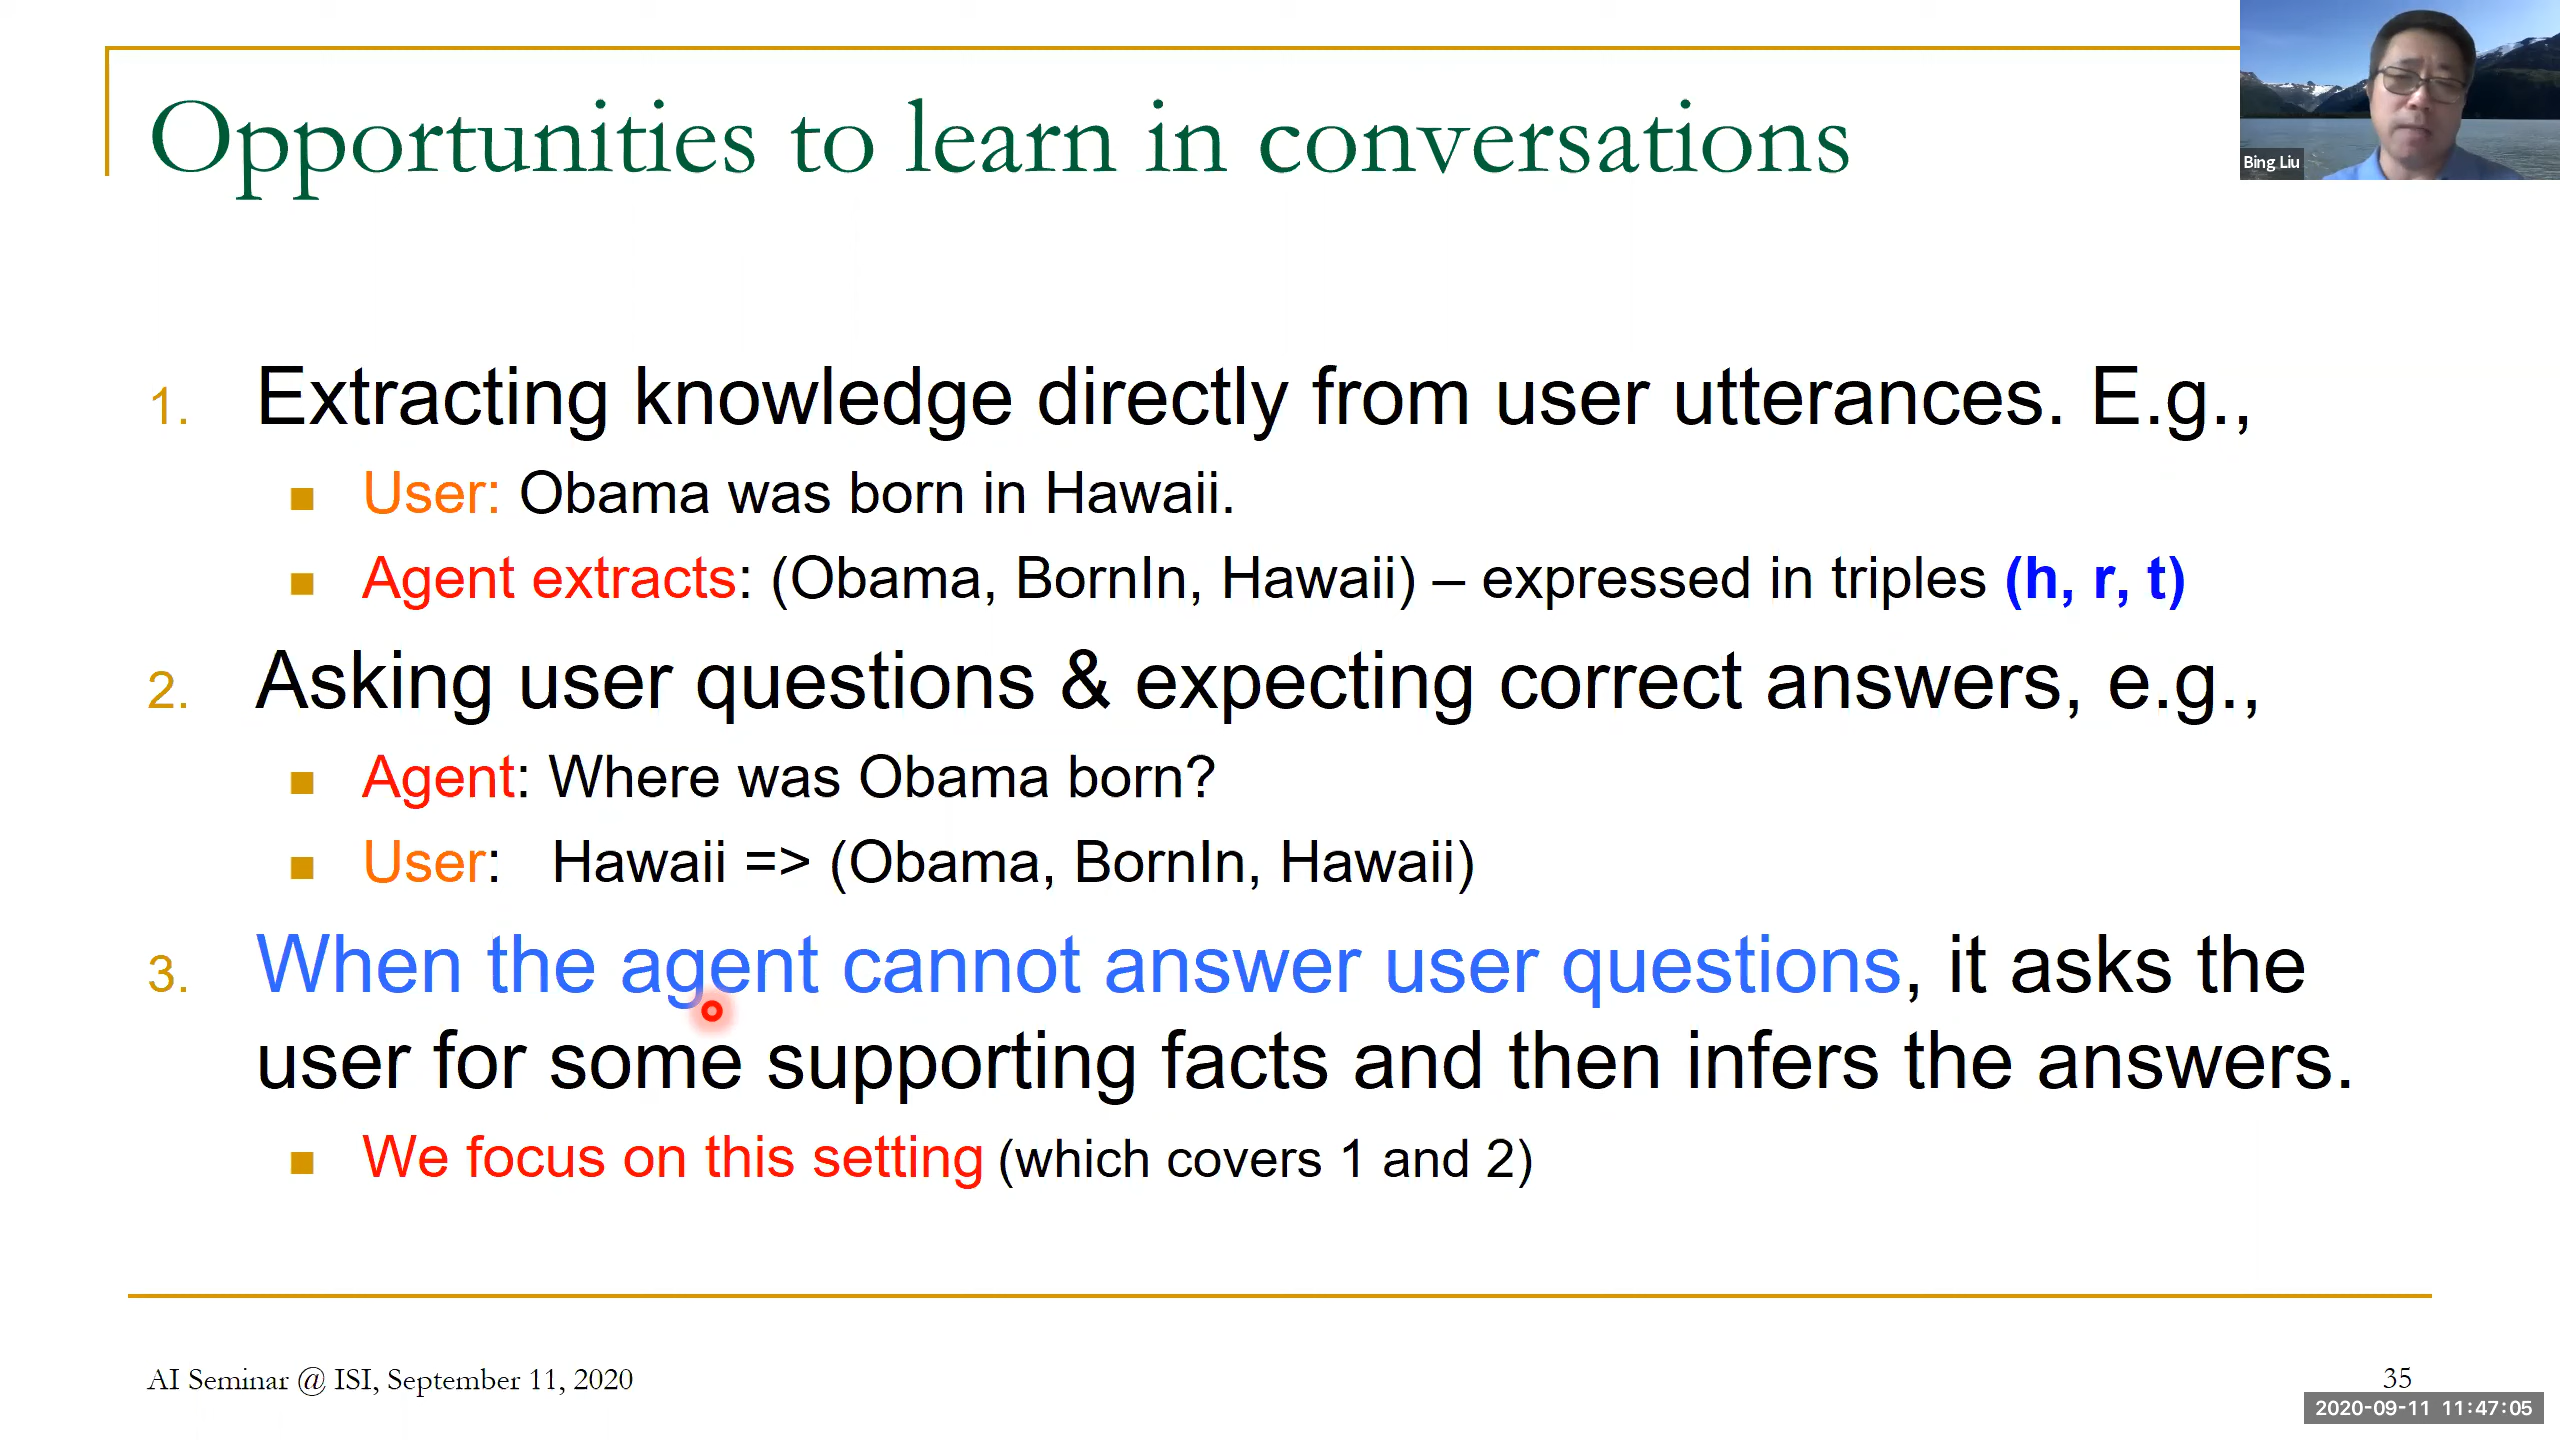 Opportunities to learn in conversations
Bing Liu
1. Extracting knowledge directly from user utterances. E.g.,
User: Obama was born in Hawaii.
Agent extracts: (Obama, BornIn, Hawaii) – expressed in triples (h, r, t)
2. Asking user questions & expecting correct answers, e.g.,
Agent: Where was Obama born?
User: Hawaii => (Obama, BornIn, Hawaii)
3. When the agent cannot answer user questions, it asks the
user for some supporting facts and then infers the answers.
We focus on this setting (which covers 1 and 2)
AI Seminar @ ISI, September 11, 2020
35
2020-09-11 11:47:05